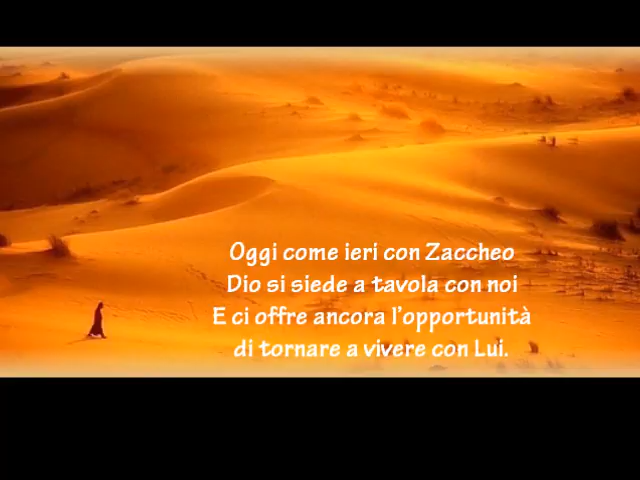 Oggi come ieri con Zaccheo
Dio si siede a tavola con noi
E ci offre ancora l'opportunità
di tornare a vivere con Lui.